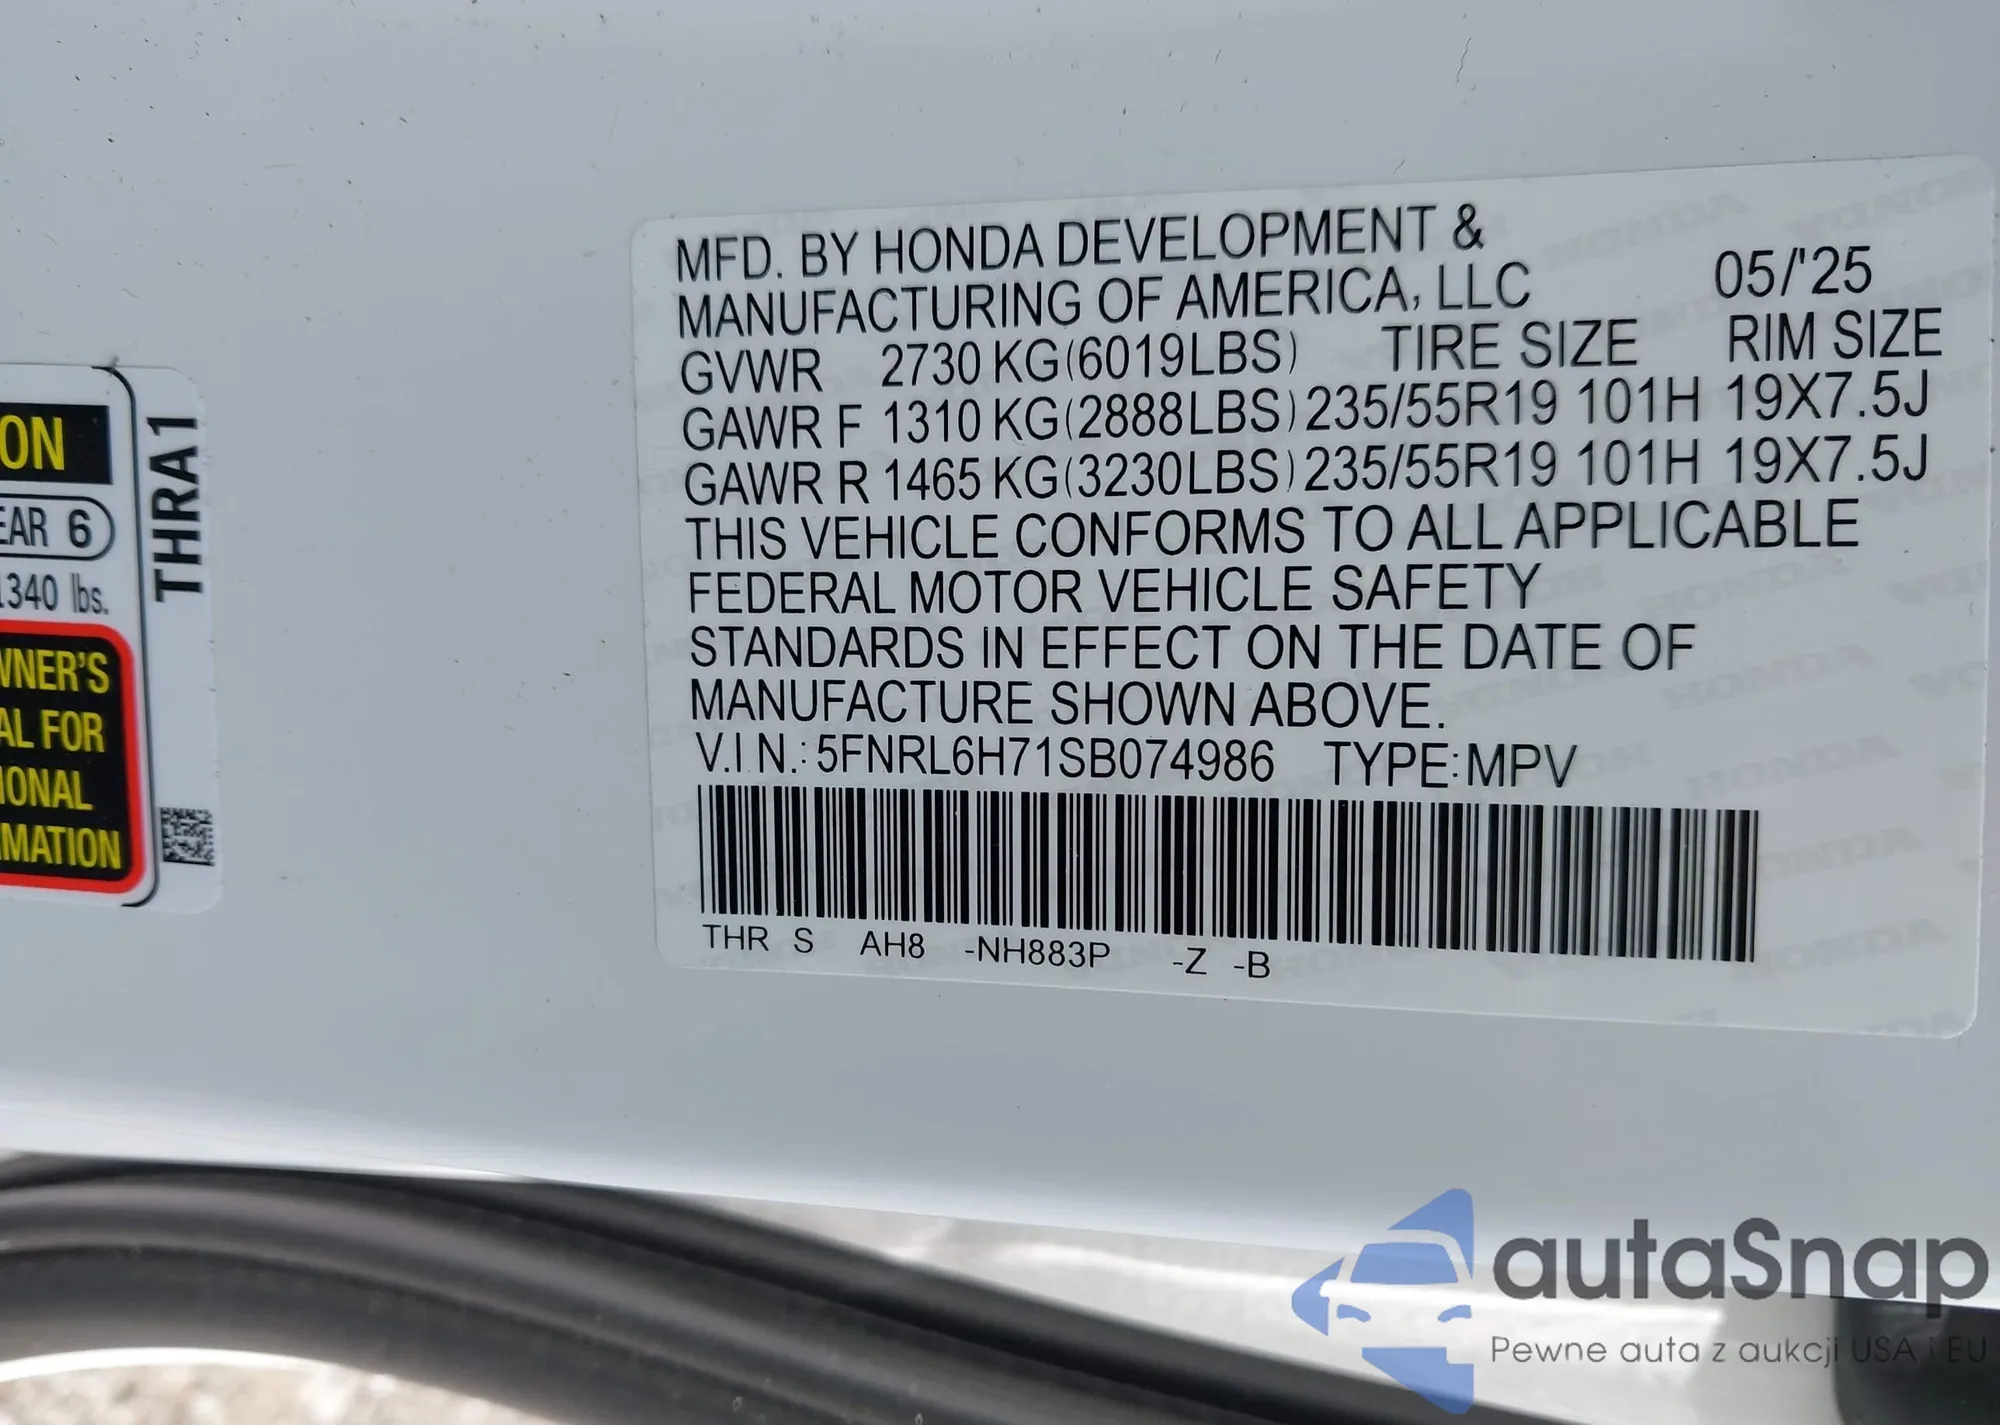 MFD. BY HONDA DEVELOPMENT &
MANUFACTURING OF AMERICA, LLC 05/'25
GVWR 2730 KG(6019LBS) TIRE SIZE RIM SIZE
GAWR F 1310 KG(2888LBS) 235/55R19 101H 19X7.5J
GAWR R 1465 KG(3230LBS) 235/55R19 101H 19X7.5J
THIS VEHICLE CONFORMS TO ALL APPLICABLE
FEDERAL MOTOR VEHICLE SAFETY
STANDARDS IN EFFECT ON THE DATE OF
MANUFACTURE SHOWN ABOVE.
V.I.N.: 5FNRL6H71SB074986 TYPE:MPV
THR S AH8 -NH883P -Z -B
ON
EAR 6
1340 lbs.
WNER'S
AL FOR
IONAL
MATION
THRA1
autaSnap
Pewne auta z aukcji USA i EU